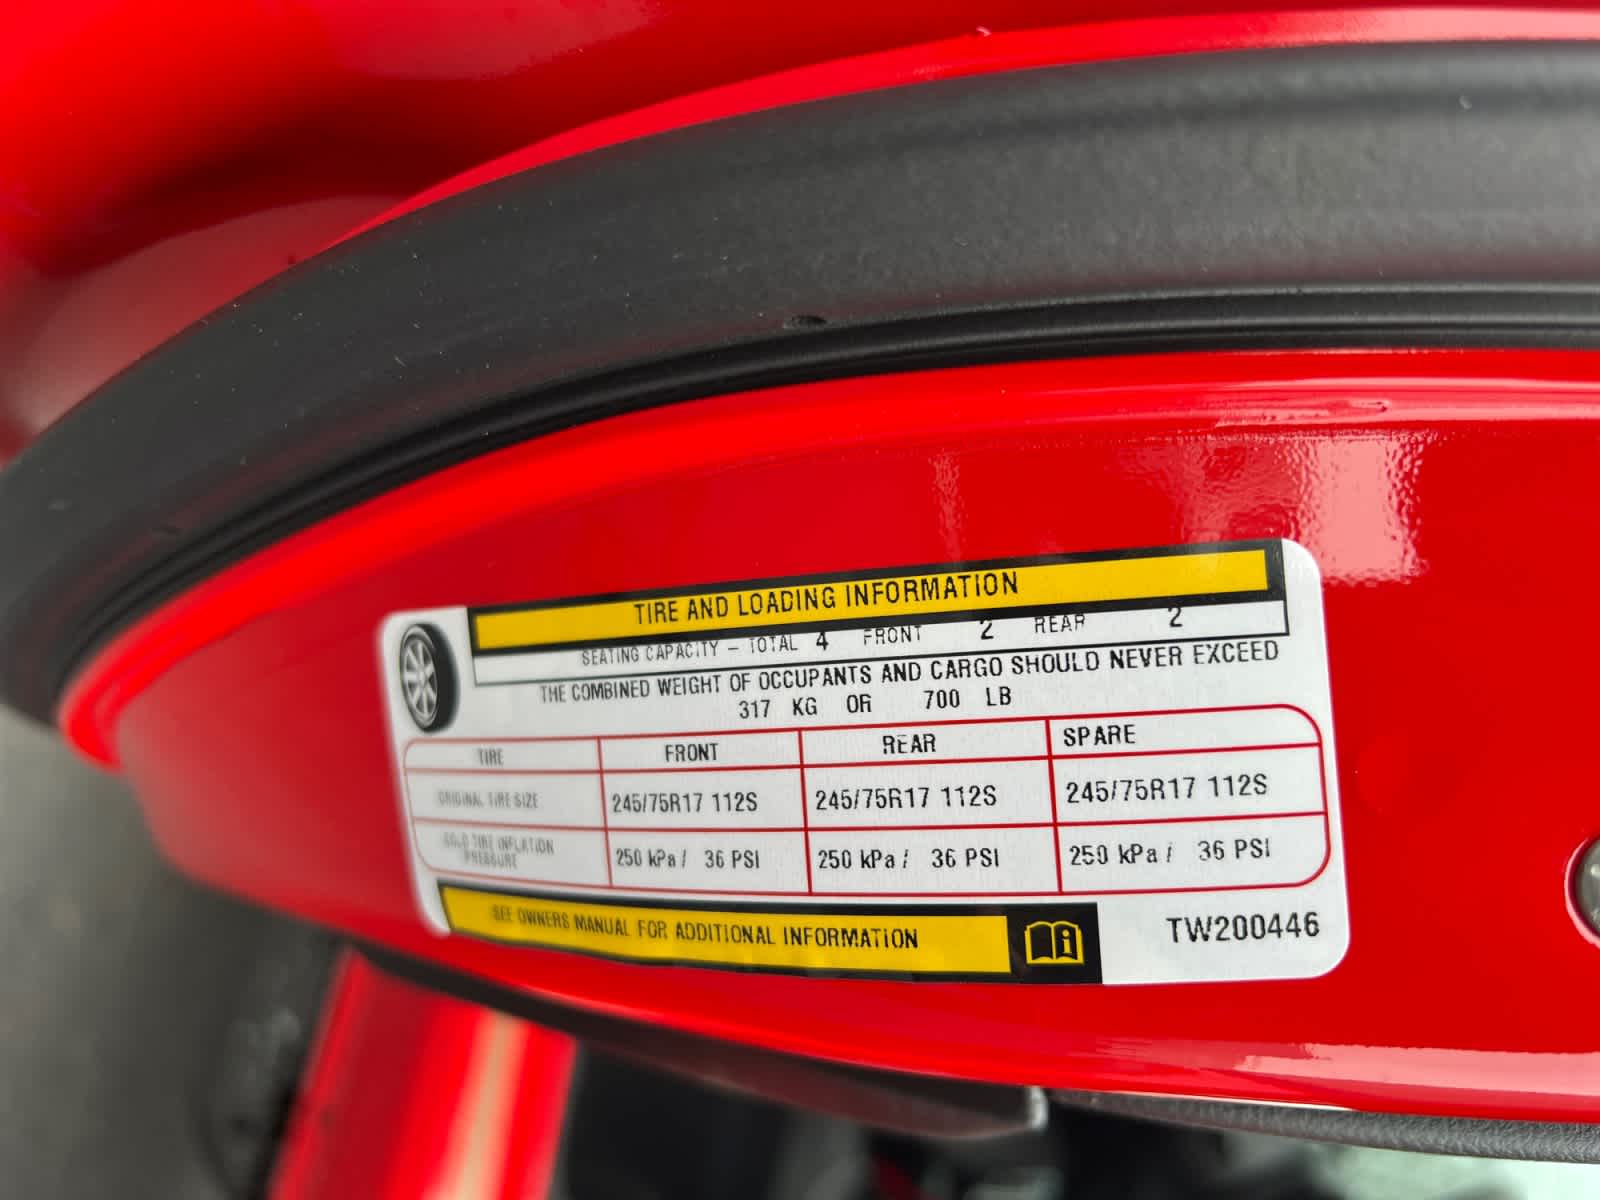 TIRE AND LOADING INFORMATION
SEATING CAPACITY – TOTAL 4 FRONT 2 REAR 2
THE COMBINED WEIGHT OF OCCUPANTS AND CARGO SHOULD NEVER EXCEED
317 KG OR 700 LB
TIRE FRONT REAR SPARE
ORIGINAL TIRE SIZE 245/75R17 112S 245/75R17 112S 245/75R17 112S
COLD TIRE INFLATION
PRESSURE 250 kPa / 36 PSI 250 kPa / 36 PSI 250 kPa / 36 PSI
SEE OWNERS MANUAL FOR ADDITIONAL INFORMATION
TW200446